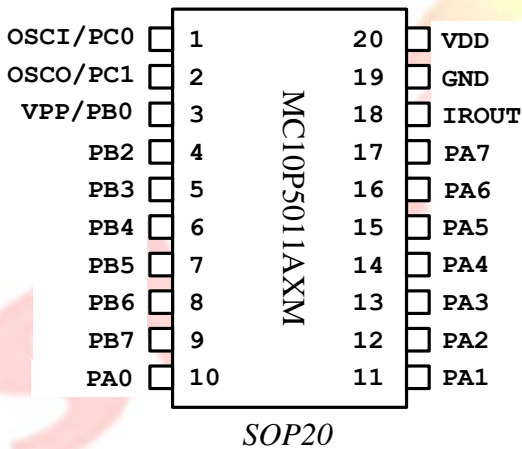 OSCI/PC0 1 20 VDD
OSCO/PC1 2 19 GND
VPP/PB0 3 18 IROUT
PB2 4 17 PA7
PB3 5 16 PA6
PB4 6 15 PA5
PB5 7 14 PA4
PB6 8 13 PA3
PB7 9 12 PA2
PA0 10 11 PA1
MC10P5011AXM
SOP20